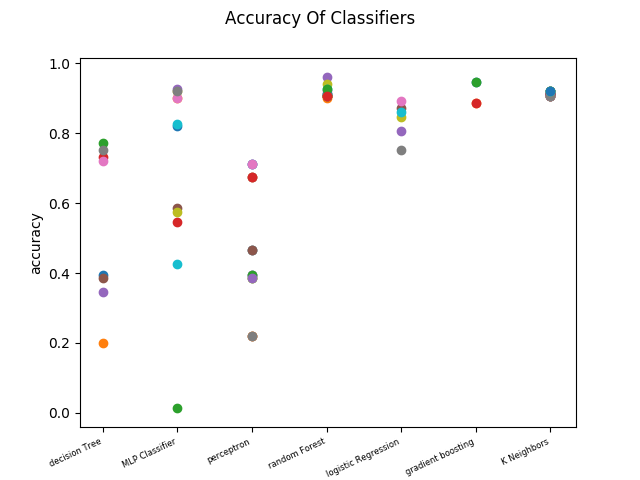 Accuracy Of Classifiers
1.0
0.8
0.6
0.4
0.2
0.0
accuracy
decision Tree
MLP Classifier
perceptron
random Forest
logistic Regression
gradient boosting
K Neighbors